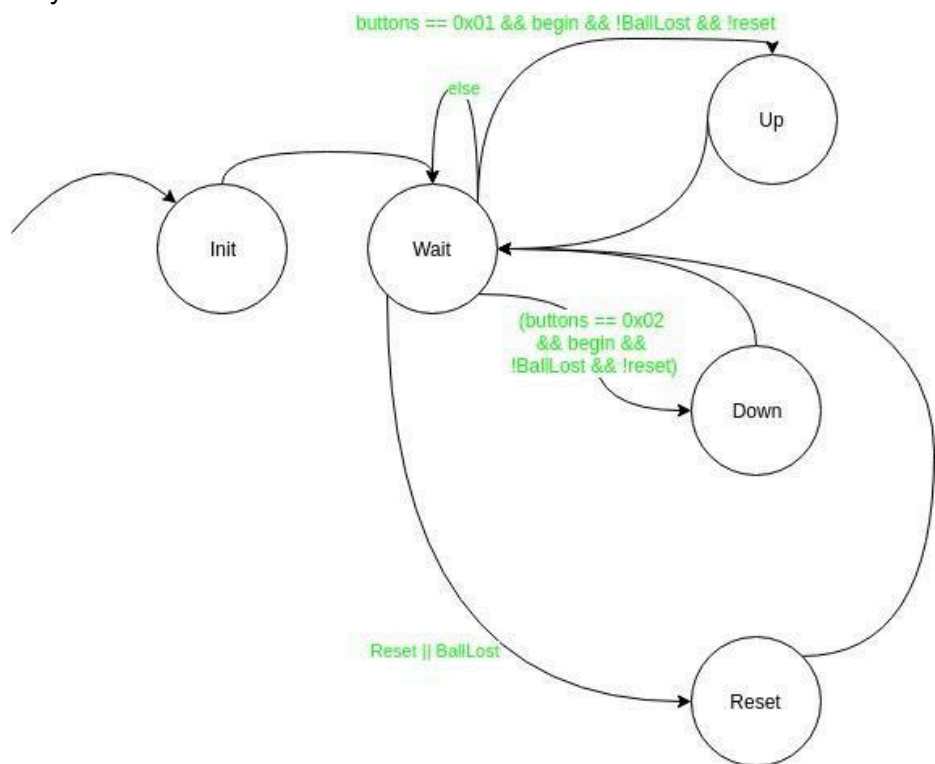 buttons == 0x01 && begin && !BallLost && !reset
else
Up
Init
Wait
(buttons == 0x02
&& begin &&
!BallLost && !reset)
Down
Reset || BallLost
Reset